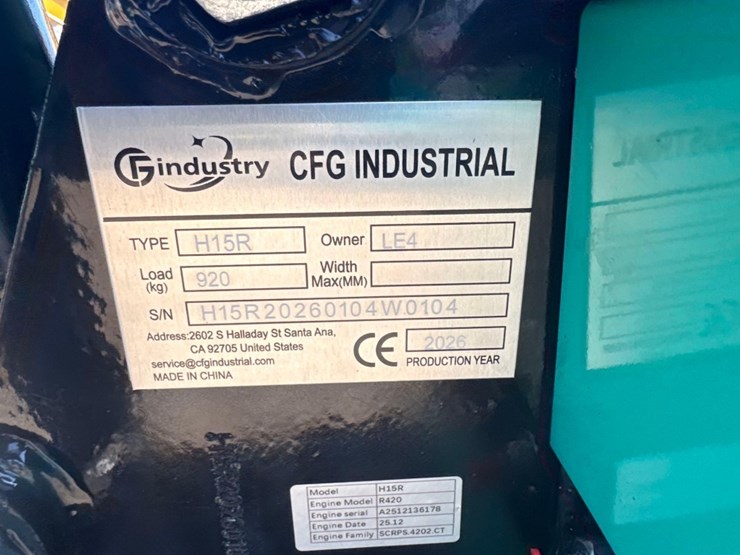 CFindustry CFG INDUSTRIAL
TYPE H15R Owner LE4
Load (kg) 920 Width Max(MM)
S/N H15R20260104W0104
Address:2602 S Halladay St Santa Ana,
CA 92705 United States
service@cfgindustrial.com
MADE IN CHINA
CE 2026
PRODUCTION YEAR
Model H15R
Engine Model R420
Engine serial A2512136178
Engine Date 25.12
Engine Family SCRPS.4202.CT